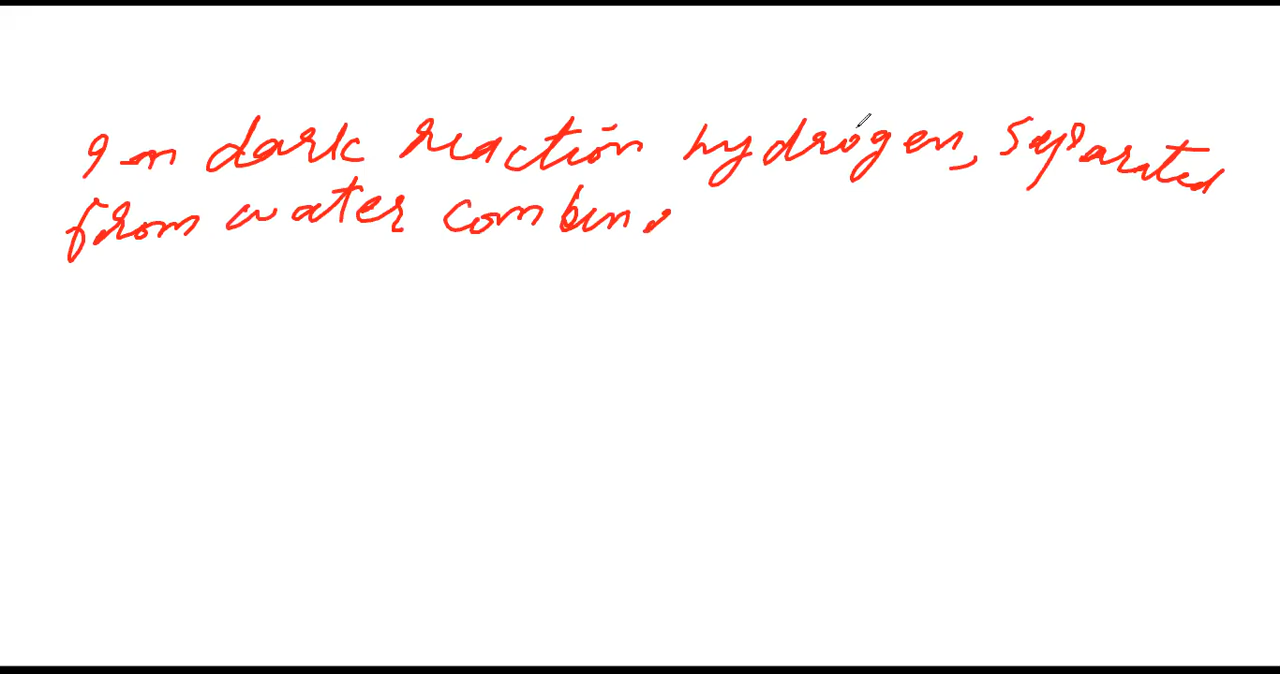 In dark reaction hydrogen, separated
from water combine